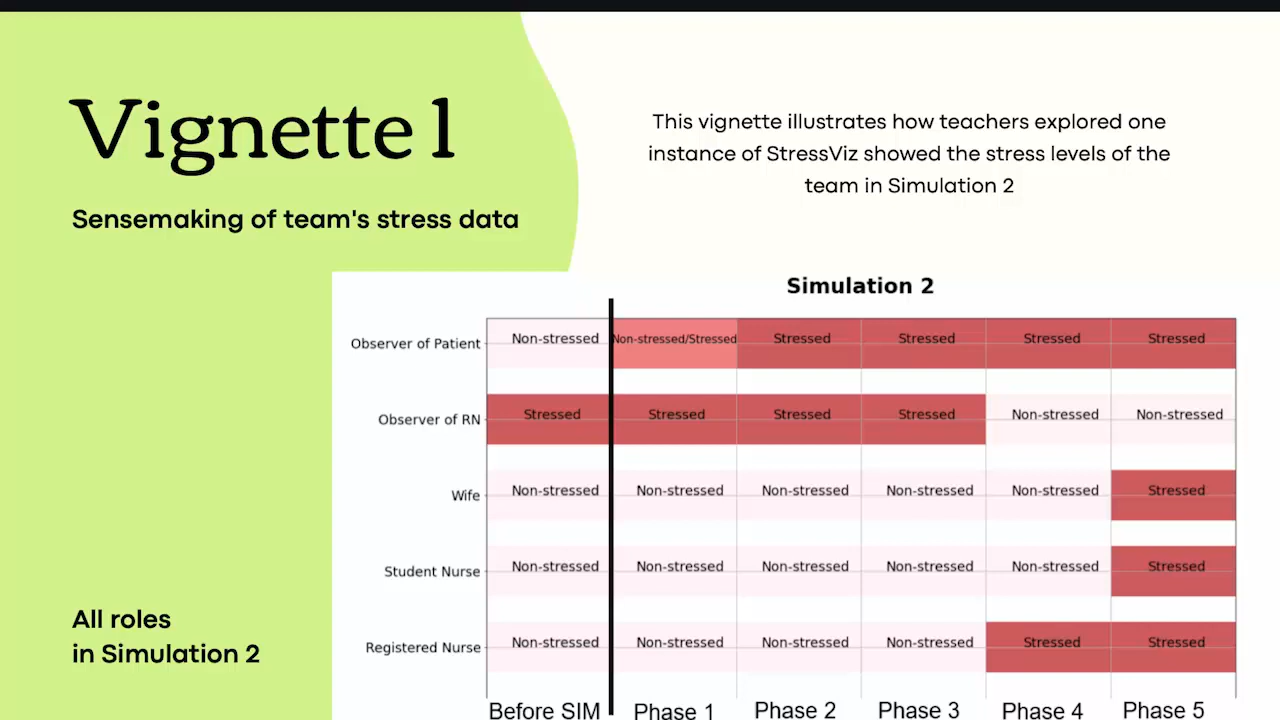 Vignette 1
Sensemaking of team's stress data
This vignette illustrates how teachers explored one
instance of StressViz showed the stress levels of the
team in Simulation 2
Simulation 2
Observer of Patient Non-stressed Non-stressed/Stressed Stressed Stressed Stressed Stressed
Observer of RN Stressed Stressed Stressed Stressed Non-stressed Non-stressed
Wife Non-stressed Non-stressed Non-stressed Non-stressed Non-stressed Stressed
Student Nurse Non-stressed Non-stressed Non-stressed Non-stressed Non-stressed Stressed
Registered Nurse Non-stressed Non-stressed Non-stressed Non-stressed Stressed Stressed
Before SIM Phase 1 Phase 2 Phase 3 Phase 4 Phase 5
All roles
in Simulation 2